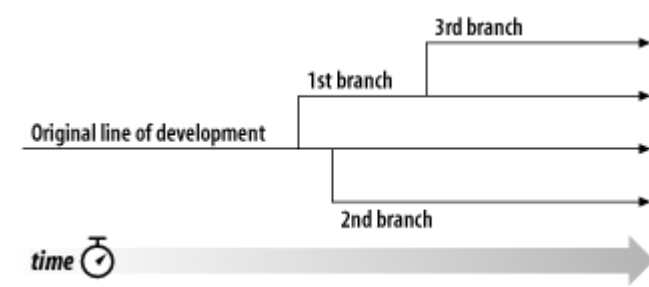 3rd branch
1st branch
Original line of development
2nd branch
time